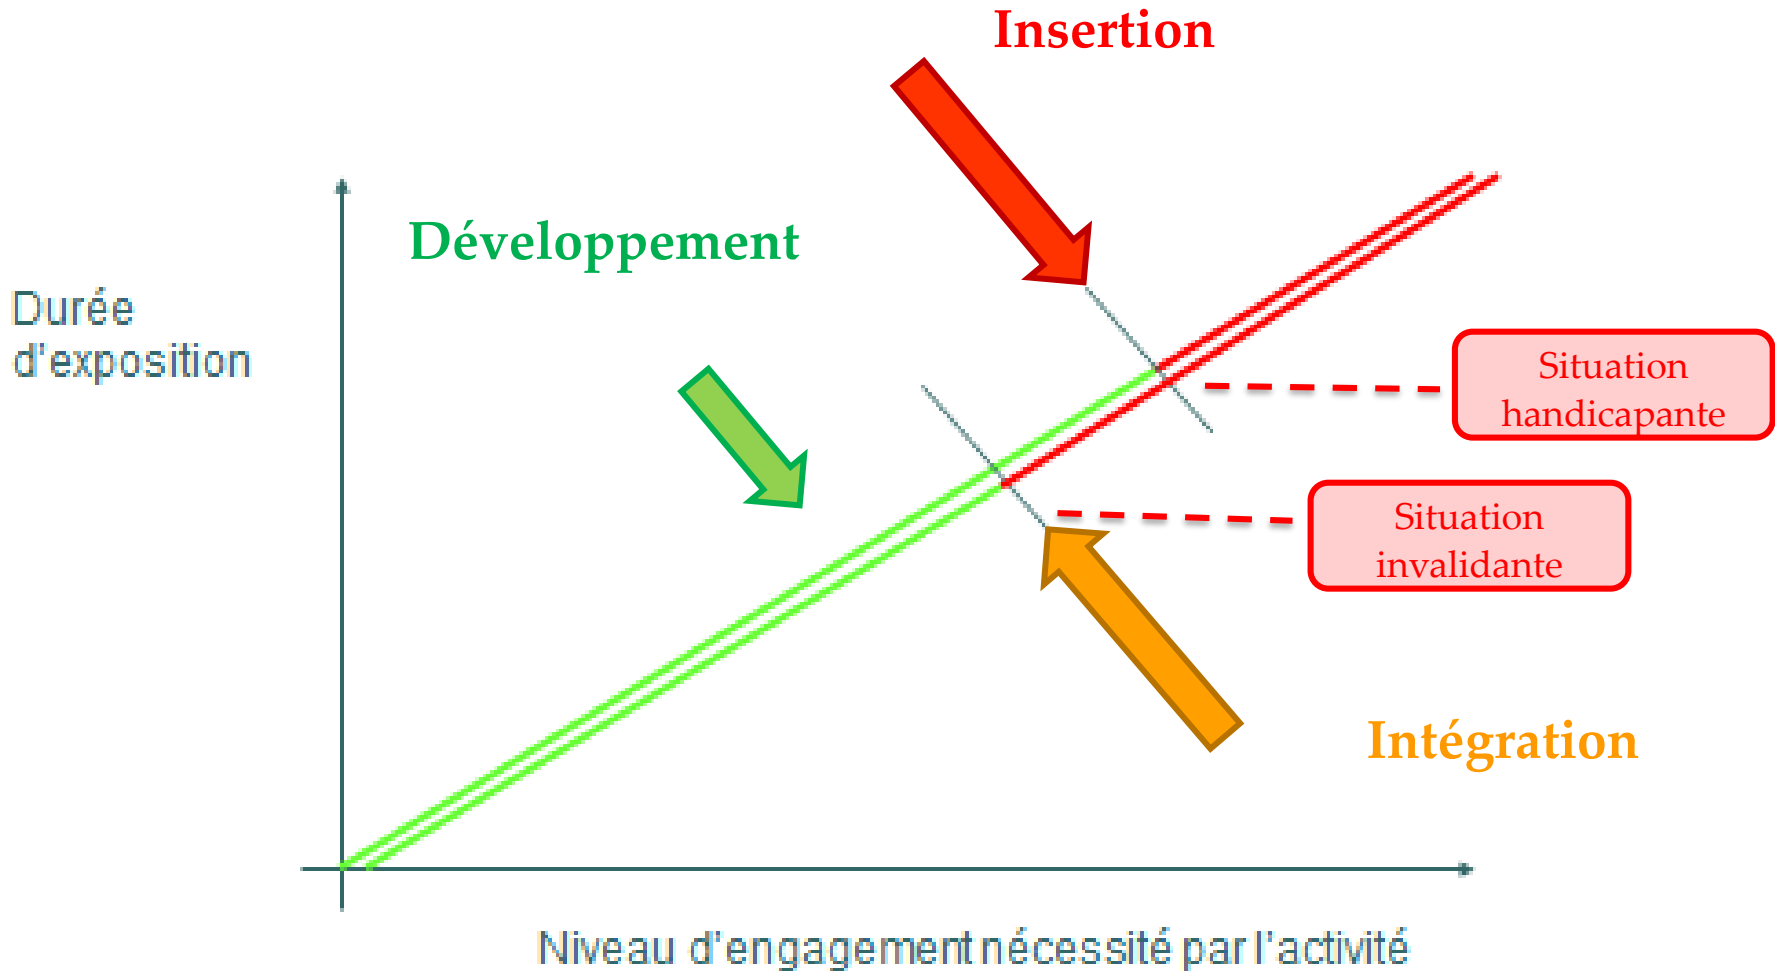 Insertion
Développement
Durée
d'exposition
Situation
handicapante
Situation
invalidante
Intégration
Niveau d'engagement nécessité par l'activité